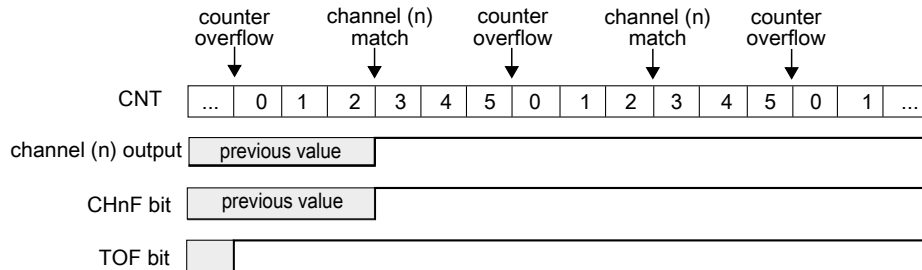 counter overflow
channel (n) match
counter overflow
channel (n) match
counter overflow
CNT ... 0 1 2 3 4 5 0 1 2 3 4 5 0 1 ...
channel (n) output previous value
CHnF bit previous value
TOF bit